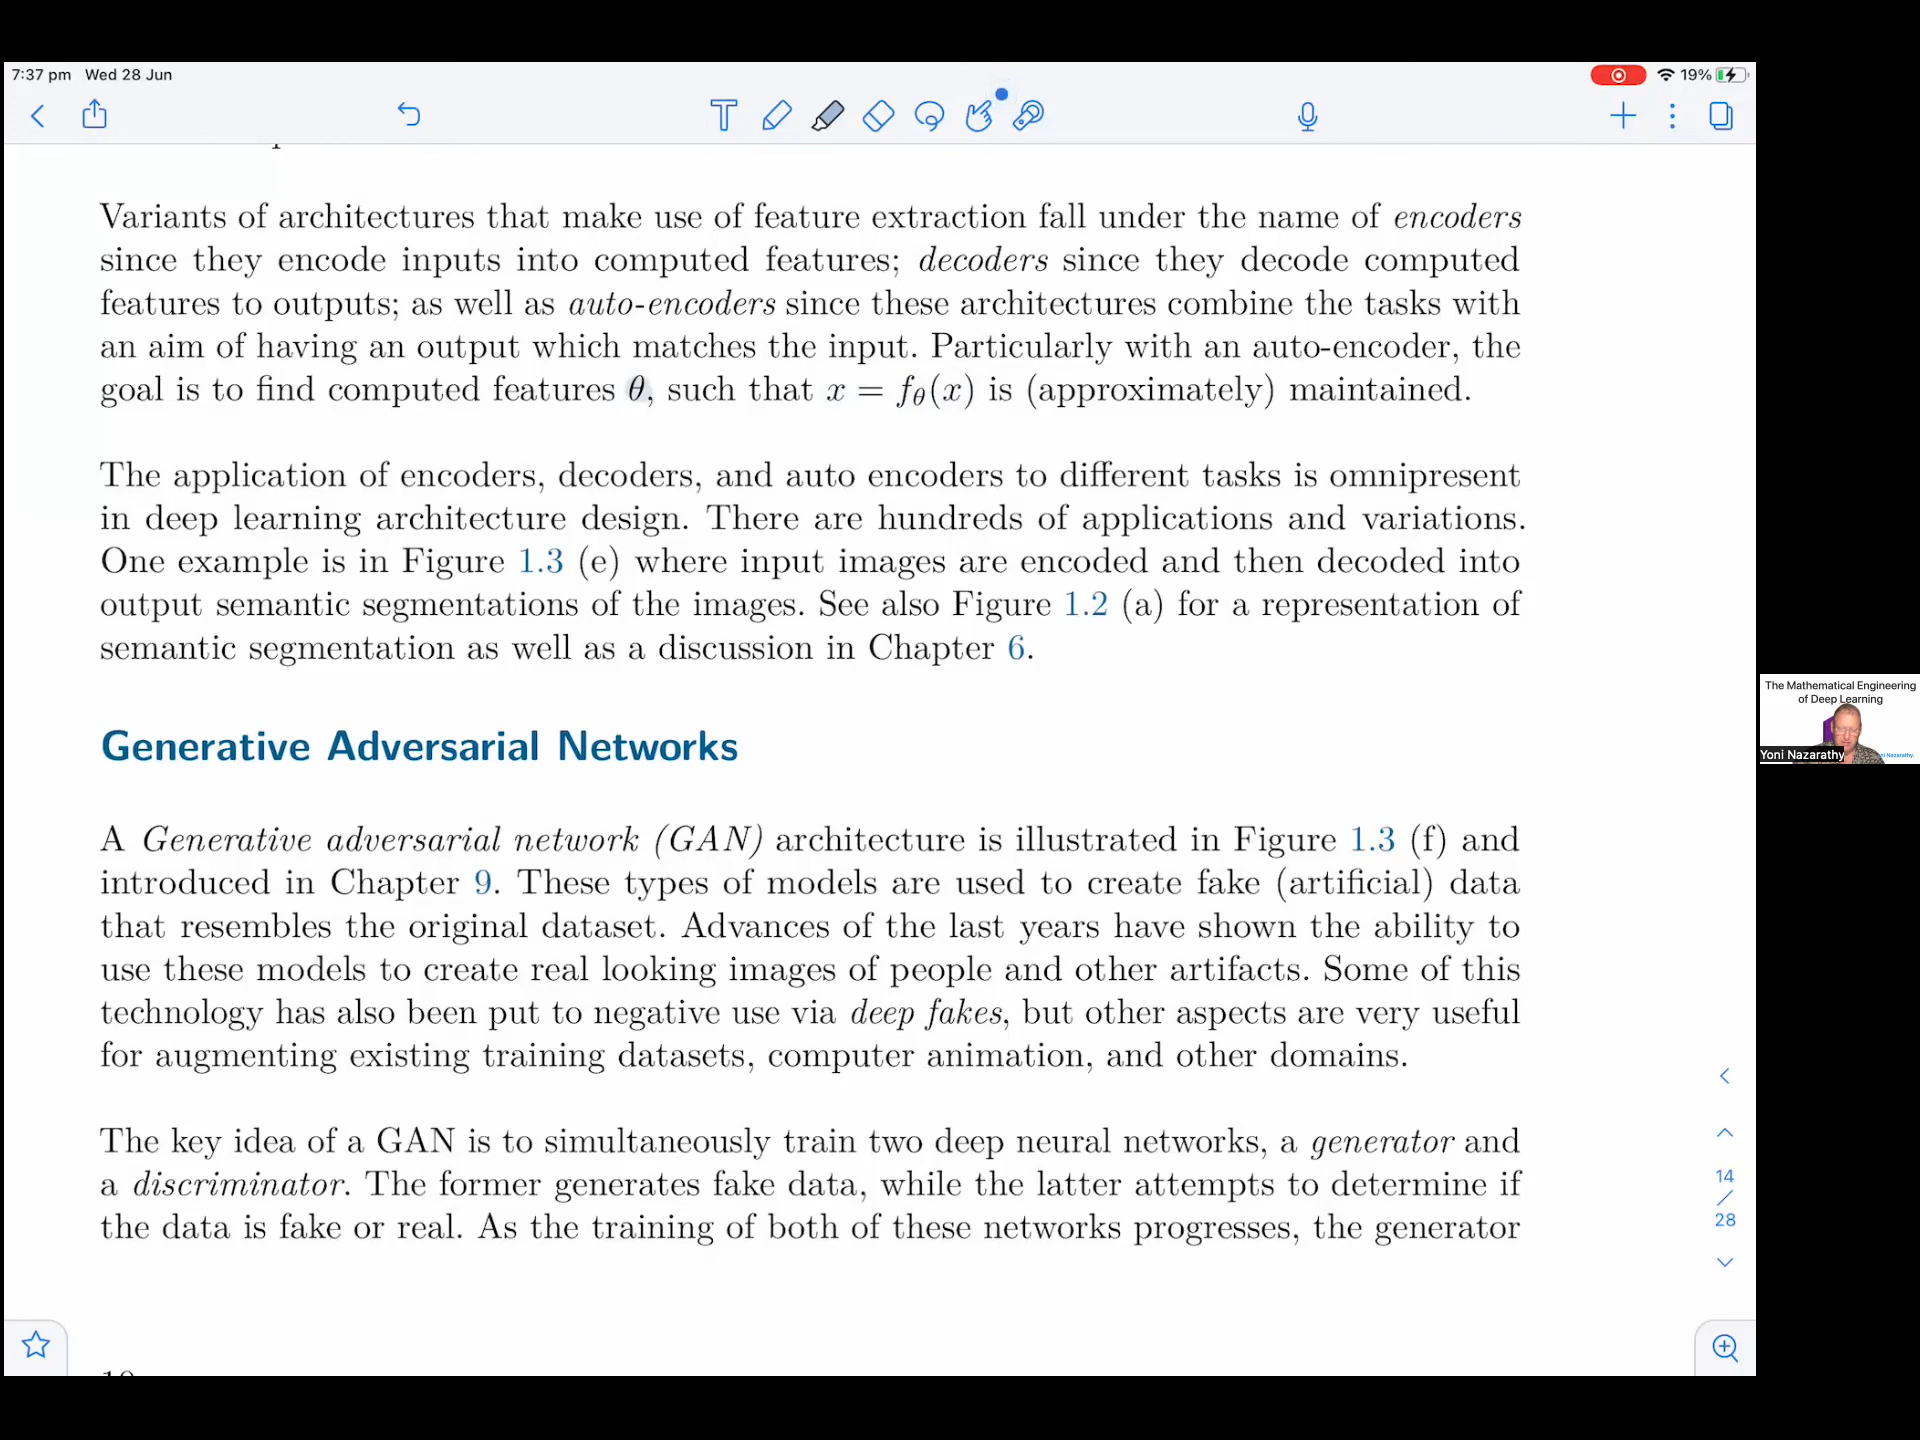 7:37 pm Wed 28 Jun
19%
Variants of architectures that make use of feature extraction fall under the name of encoders
since they encode inputs into computed features; decoders since they decode computed
features to outputs; as well as auto-encoders since these architectures combine the tasks with
an aim of having an output which matches the input. Particularly with an auto-encoder, the
goal is to find computed features θ, such that x = fθ(x) is (approximately) maintained.
The application of encoders, decoders, and auto encoders to different tasks is omnipresent
in deep learning architecture design. There are hundreds of applications and variations.
One example is in Figure 1.3 (e) where input images are encoded and then decoded into
output semantic segmentations of the images. See also Figure 1.2 (a) for a representation of
semantic segmentation as well as a discussion in Chapter 6.
Generative Adversarial Networks
A Generative adversarial network (GAN) architecture is illustrated in Figure 1.3 (f) and
introduced in Chapter 9. These types of models are used to create fake (artificial) data
that resembles the original dataset. Advances of the last years have shown the ability to
use these models to create real looking images of people and other artifacts. Some of this
technology has also been put to negative use via deep fakes, but other aspects are very useful
for augmenting existing training datasets, computer animation, and other domains.
The key idea of a GAN is to simultaneously train two deep neural networks, a generator and
a discriminator. The former generates fake data, while the latter attempts to determine if
the data is fake or real. As the training of both of these networks progresses, the generator
14
/
28
The Mathematical Engineering
of Deep Learning
Yoni Nazarathy